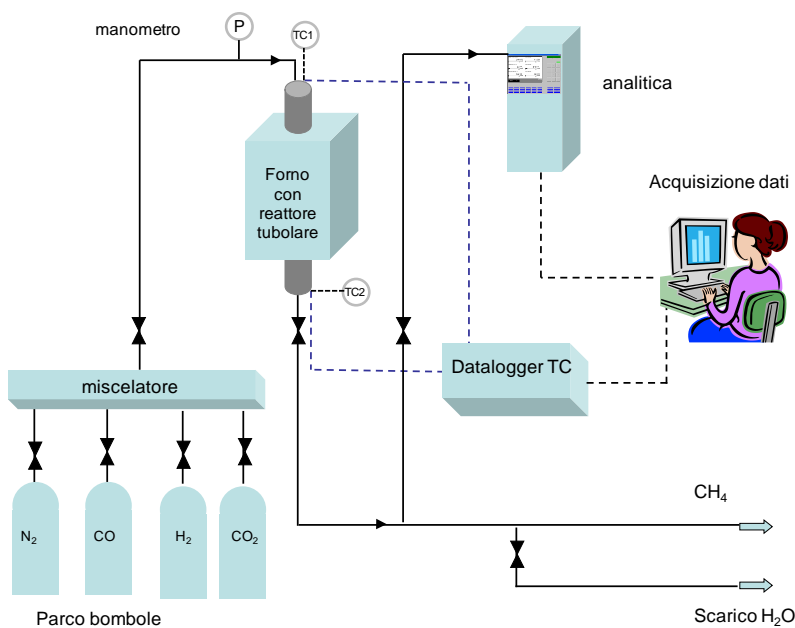 manometro
P
TC1
analitica
Forno
con
reattore
tubolare
Acquisizione dati
TC2
Datalogger TC
miscelatore
N₂
CO
H₂
CO₂
CH₄
Parco bombole
Scarico H₂O